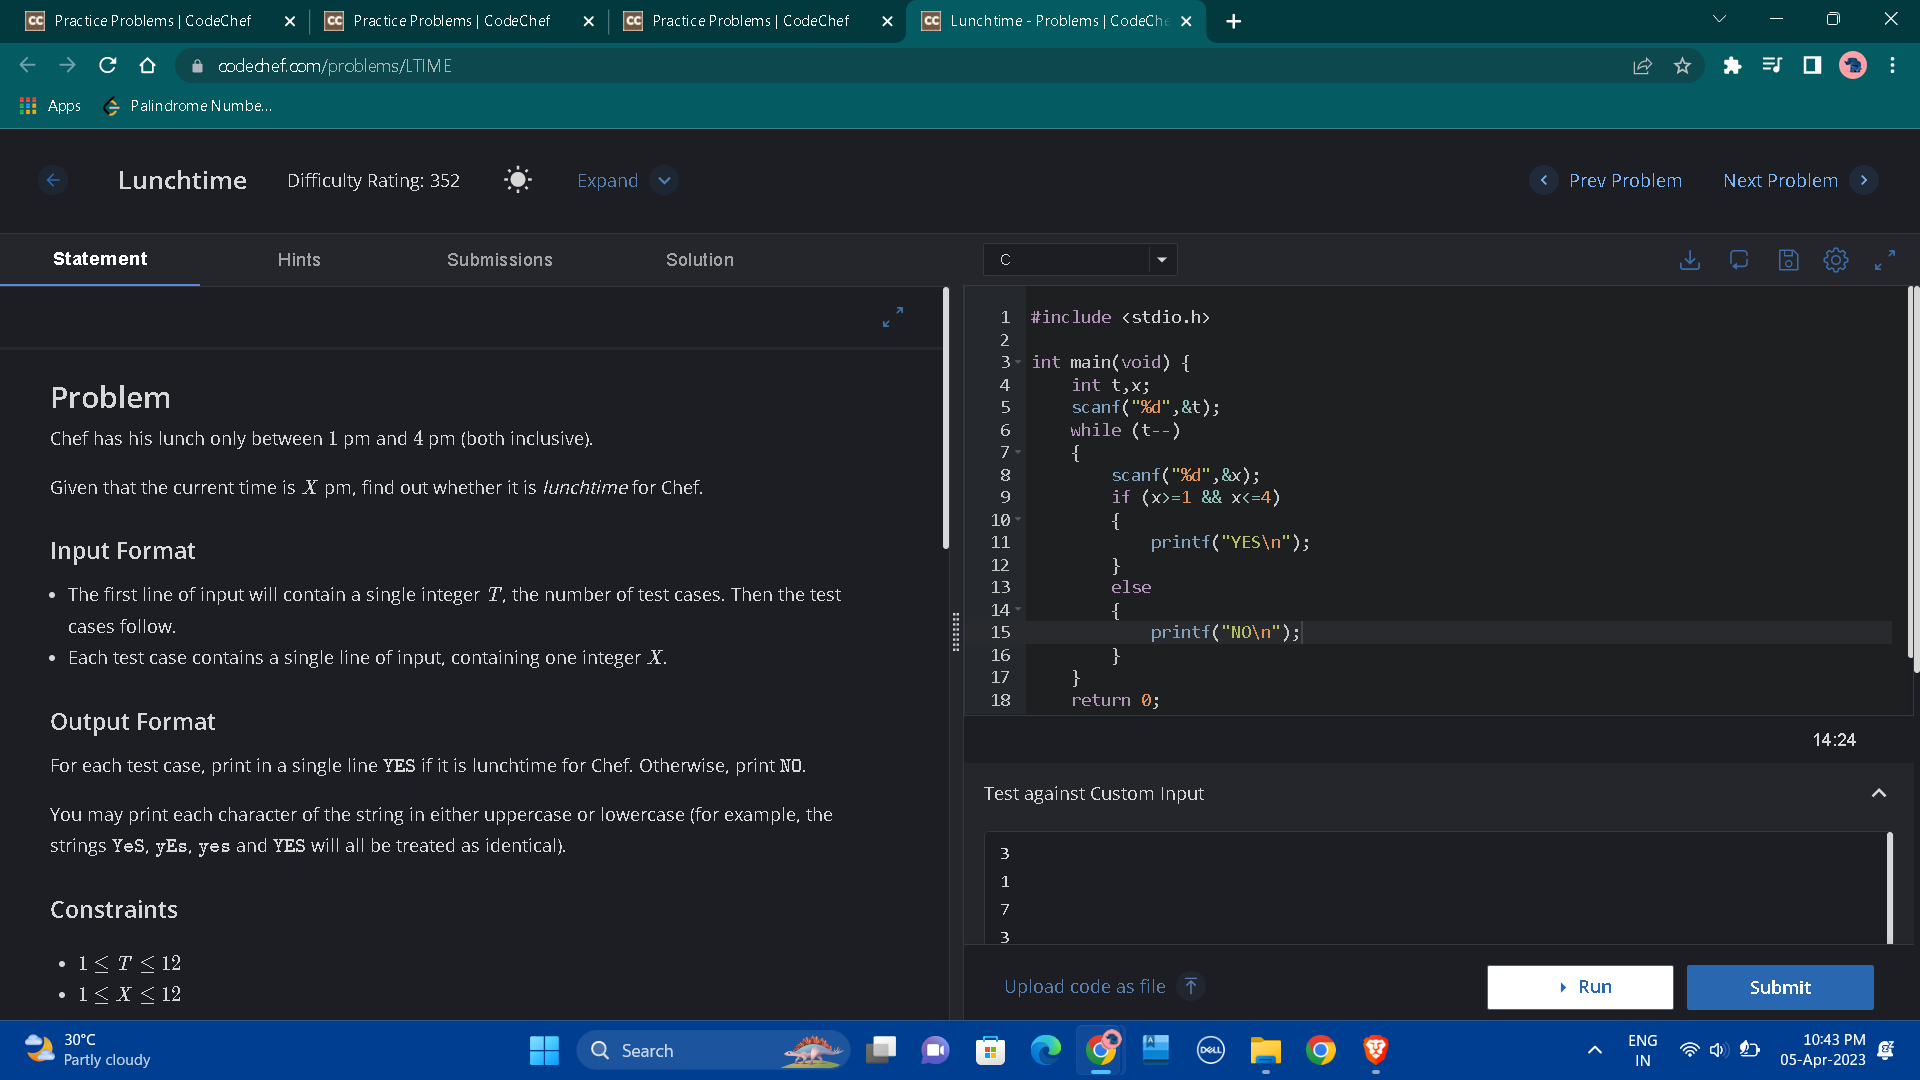 Practice Problems | CodeChef
Practice Problems | CodeChef
Practice Problems | CodeChef
Lunchtime - Problems | CodeChe
codechef.com/problems/LTIME
Apps
Palindrome Numbe...
Lunchtime
Difficulty Rating: 352
Expand
Prev Problem
Next Problem
Statement
Hints
Submissions
Solution
Problem
Chef has his lunch only between 1 pm and 4 pm (both inclusive).
Given that the current time is X pm, find out whether it is lunchtime for Chef.
Input Format
• The first line of input will contain a single integer T, the number of test cases. Then the test
cases follow.
• Each test case contains a single line of input, containing one integer X.
Output Format
For each test case, print in a single line YES if it is lunchtime for Chef. Otherwise, print NO.
You may print each character of the string in either uppercase or lowercase (for example, the
strings YeS, yEs, yes and YES will all be treated as identical).
Constraints
• 1 ≤ T ≤ 12
• 1 ≤ X ≤ 12
C
1 #include <stdio.h>
2
3 int main(void) {
4 int t,x;
5 scanf("%d",&t);
6 while (t--)
7 {
8 scanf("%d",&x);
9 if (x>=1 && x<=4)
10 {
11 printf("YES\n");
12 }
13 else
14 {
15 printf("NO\n");
16 }
17 }
18 return 0;
14:24
Test against Custom Input
3
1
7
3
Upload code as file
Run
Submit
30°C
Partly cloudy
Search
DELL
ENG
IN
10:43 PM
05-Apr-2023